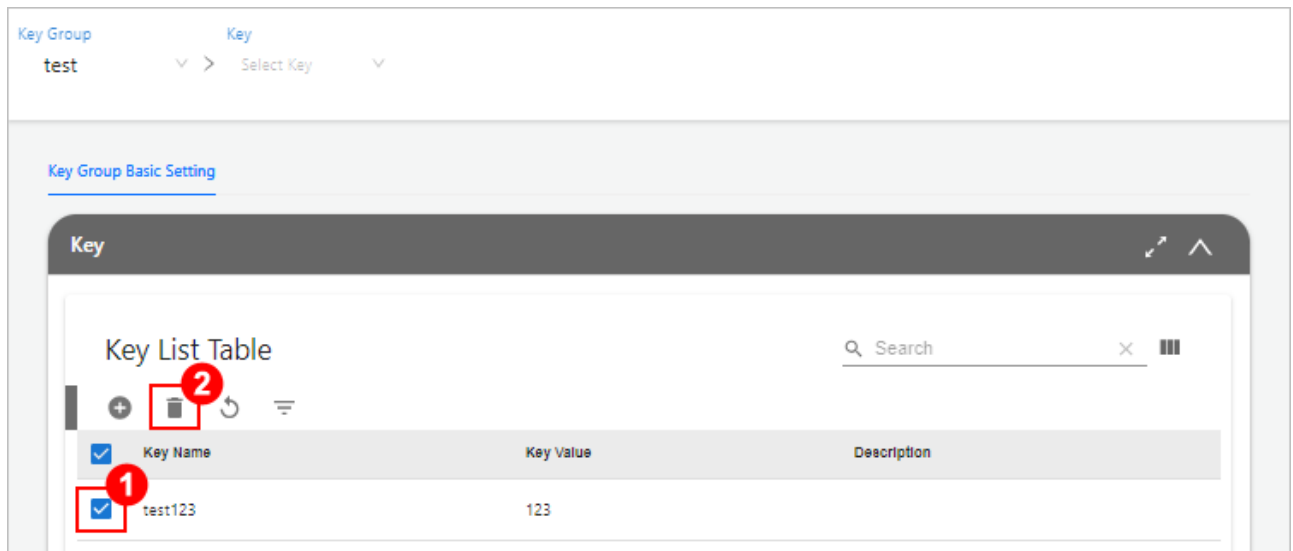 Key Group Key
test > Select Key
Key Group Basic Setting
Key
Key List Table
Search
2
Key Name Key Value Description
1
test123 123